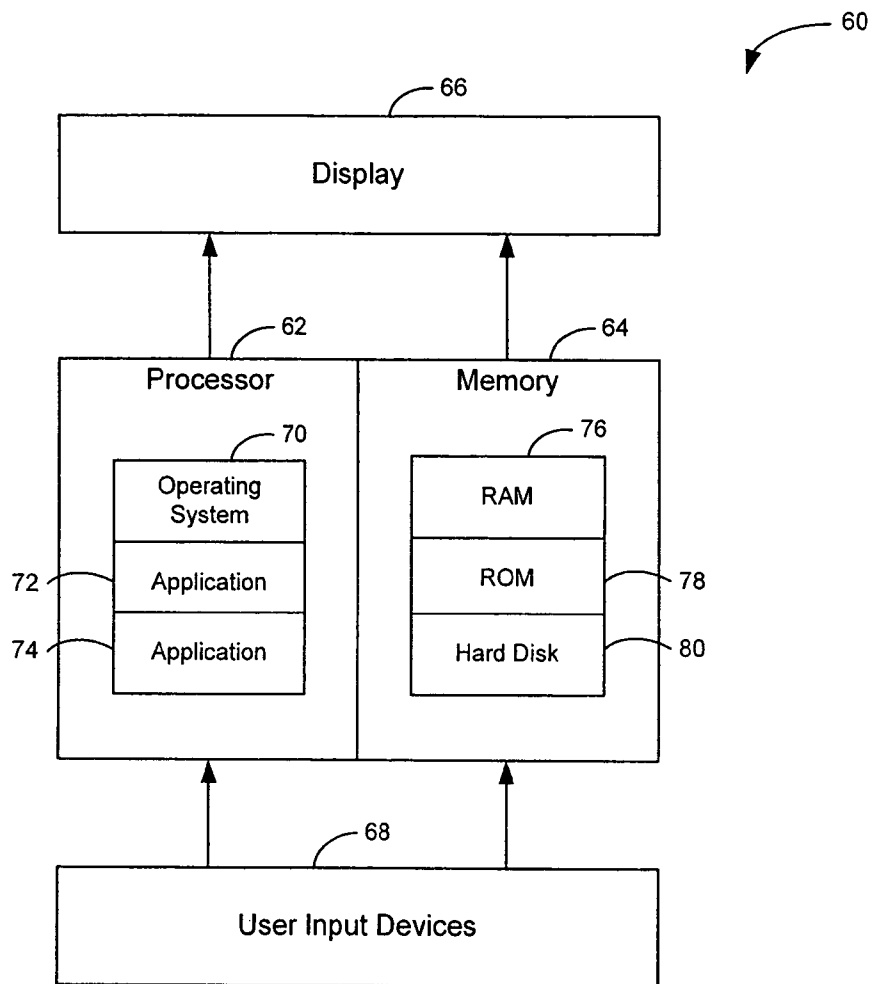 60
66
Display
62
64
Processor
Memory
70
76
Operating
System
RAM
72
Application
ROM
78
74
Application
Hard Disk
80
68
User Input Devices